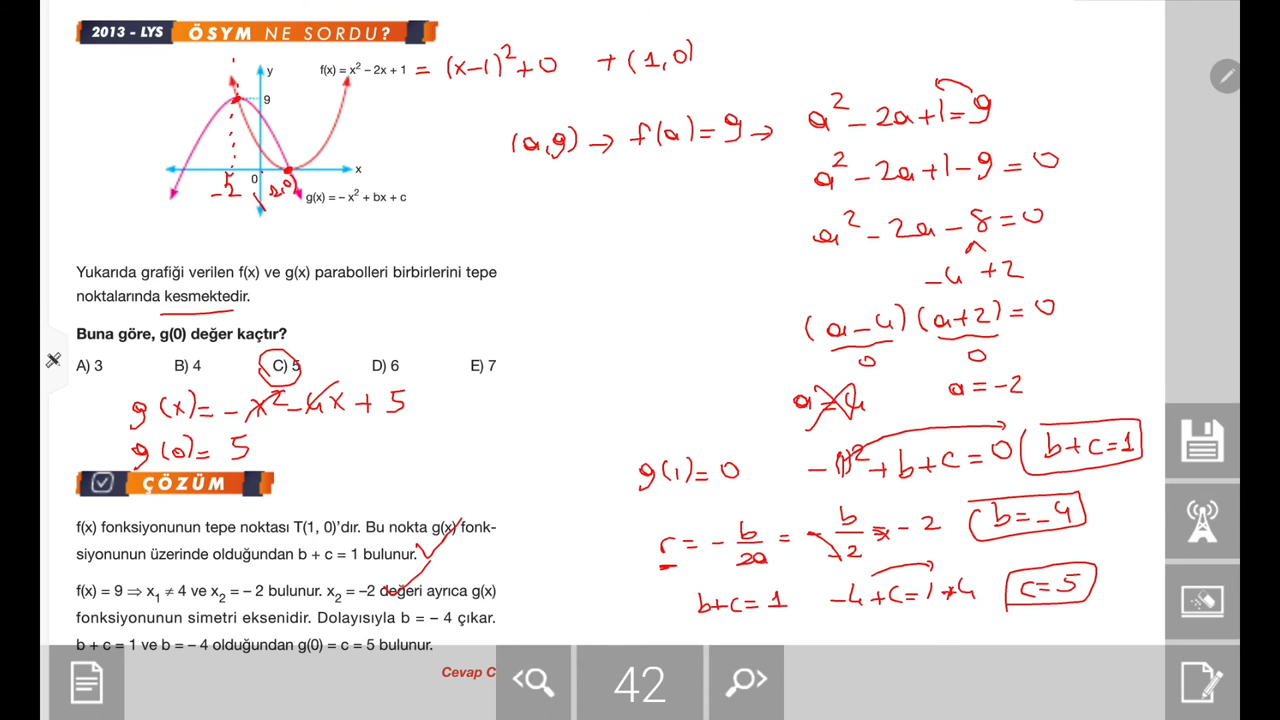 2013 - LYS ÖSYM NE SORDU?
f(x) = x² – 2x + 1 = (x-1)² + 0 T(1,0)
y
9
x
0
-2
g(x) = – x² + bx + c
(a,9) → f(a) = 9 →
a² - 2a + 1 = 9
a² - 2a + 1 - 9 = 0
a² - 2a - 8 = 0
-4 +2
(a-4) (a+2) = 0
0 0
a = 4 a = -2
Yukarıda grafiği verilen f(x) ve g(x) parabolleri birbirlerini tepe
noktalarında kesmektedir.
Buna göre, g(0) değer kaçtır?
A) 3 B) 4 C) 5 D) 6 E) 7
g(x) = -x² - 4x + 5
g(0) = 5
g(1) = 0 -1² + b + c = 0 b + c = 1
r = - b/2a = - b/-2 = -2 b = -4
b + c = 1 -4 + c = 1 +4 c = 5
ÇÖZÜM
f(x) fonksiyonunun tepe noktası T(1, 0)'dır. Bu nokta g(x) fonk-
siyonunun üzerinde olduğundan b + c = 1 bulunur.
f(x) = 9 ⇒ x₁ ≠ 4 ve x₂ = – 2 bulunur. x₂ = –2 değeri ayrıca g(x)
fonksiyonunun simetri eksenidir. Dolayısıyla b = – 4 çıkar.
b + c = 1 ve b = – 4 olduğundan g(0) = c = 5 bulunur.
Cevap C
42